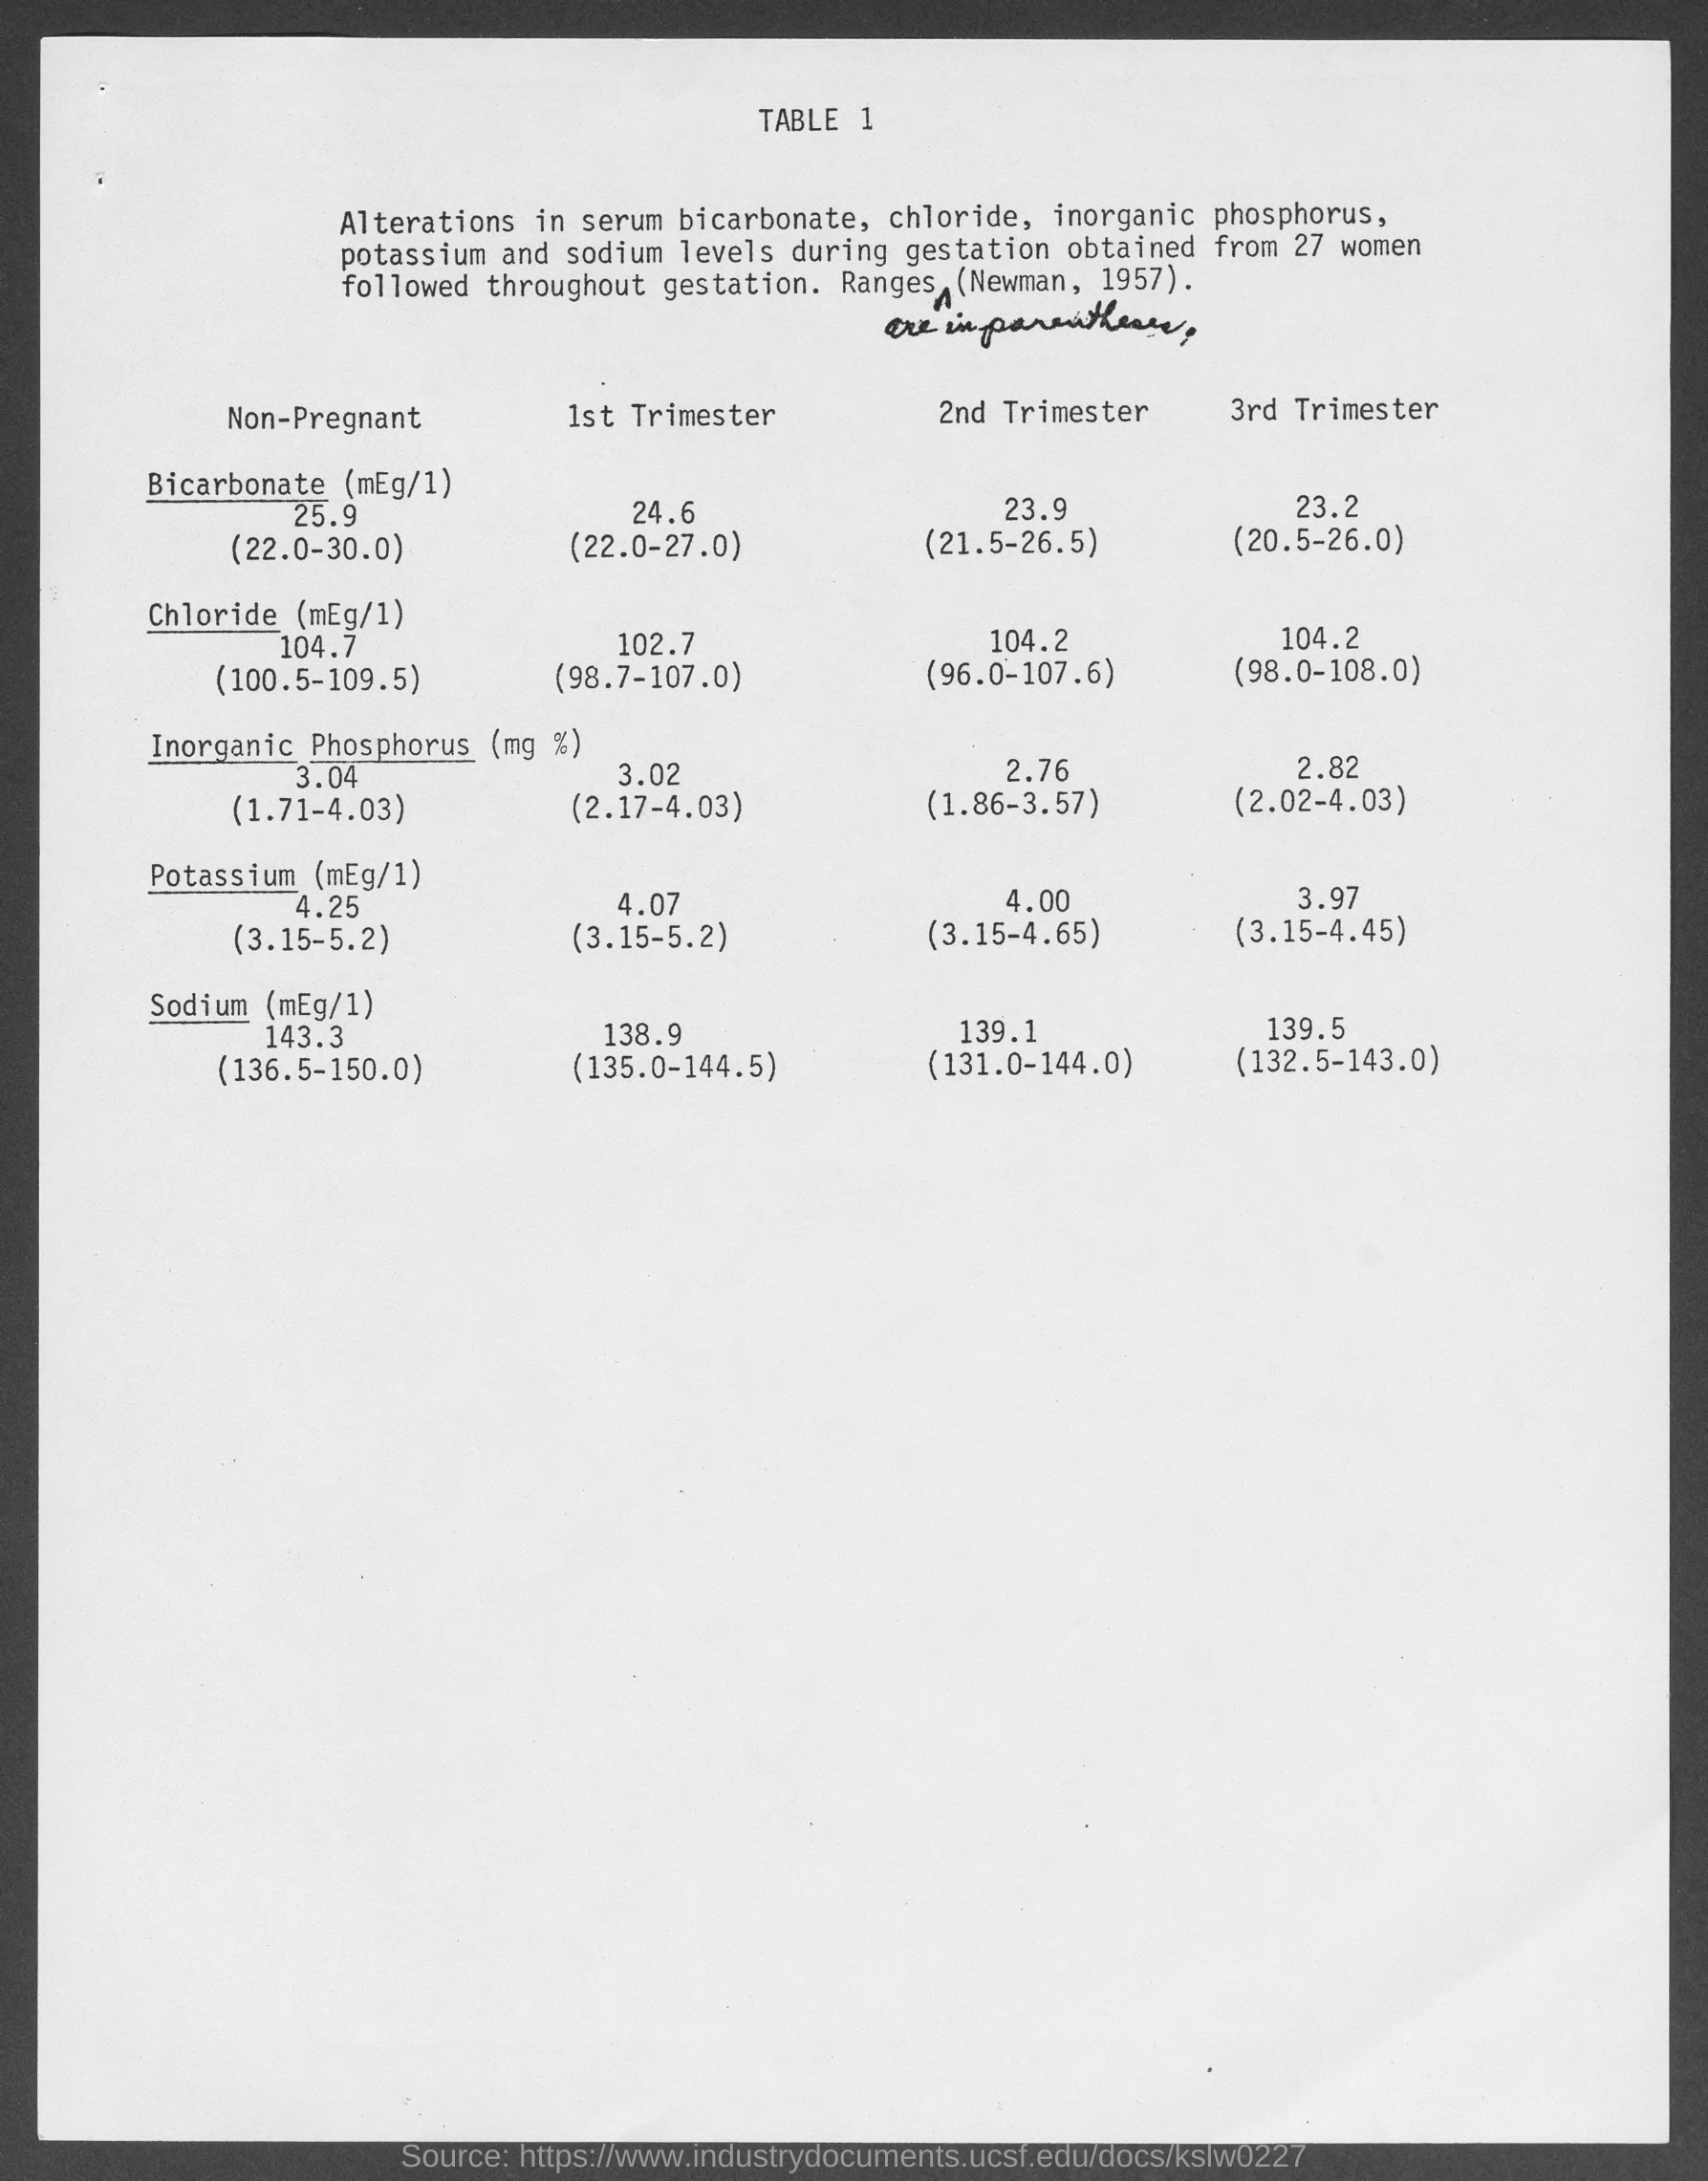 TABLE 1
Alterations in serum bicarbonate, chloride, inorganic phosphorus,
potassium and sodium levels during gestation obtained from 27 women
followed throughout gestation. Ranges (Newman, 1957).
are in parentheses.
Non-Pregnant 1st Trimester 2nd Trimester 3rd Trimester
Bicarbonate (mEg/1)
25.9 24.6 23.9 23.2
(22.0-30.0) (22.0-27.0) (21.5-26.5) (20.5-26.0)
Chloride (mEg/1)
104.7 102.7 104.2 104.2
(100.5-109.5) (98.7-107.0) (96.0-107.6) (98.0-108.0)
Inorganic Phosphorus (mg %)
3.04 3.02 2.76 2.82
(1.71-4.03) (2.17-4.03) (1.86-3.57) (2.02-4.03)
Potassium (mEg/1)
4.25 4.07 4.00 3.97
(3.15-5.2) (3.15-5.2) (3.15-4.65) (3.15-4.45)
Sodium (mEg/1)
143.3 138.9 139.1 139.5
(136.5-150.0) (135.0-144.5) (131.0-144.0) (132.5-143.0)
Source: https://www.industrydocuments.ucsf.edu/docs/kslw0227